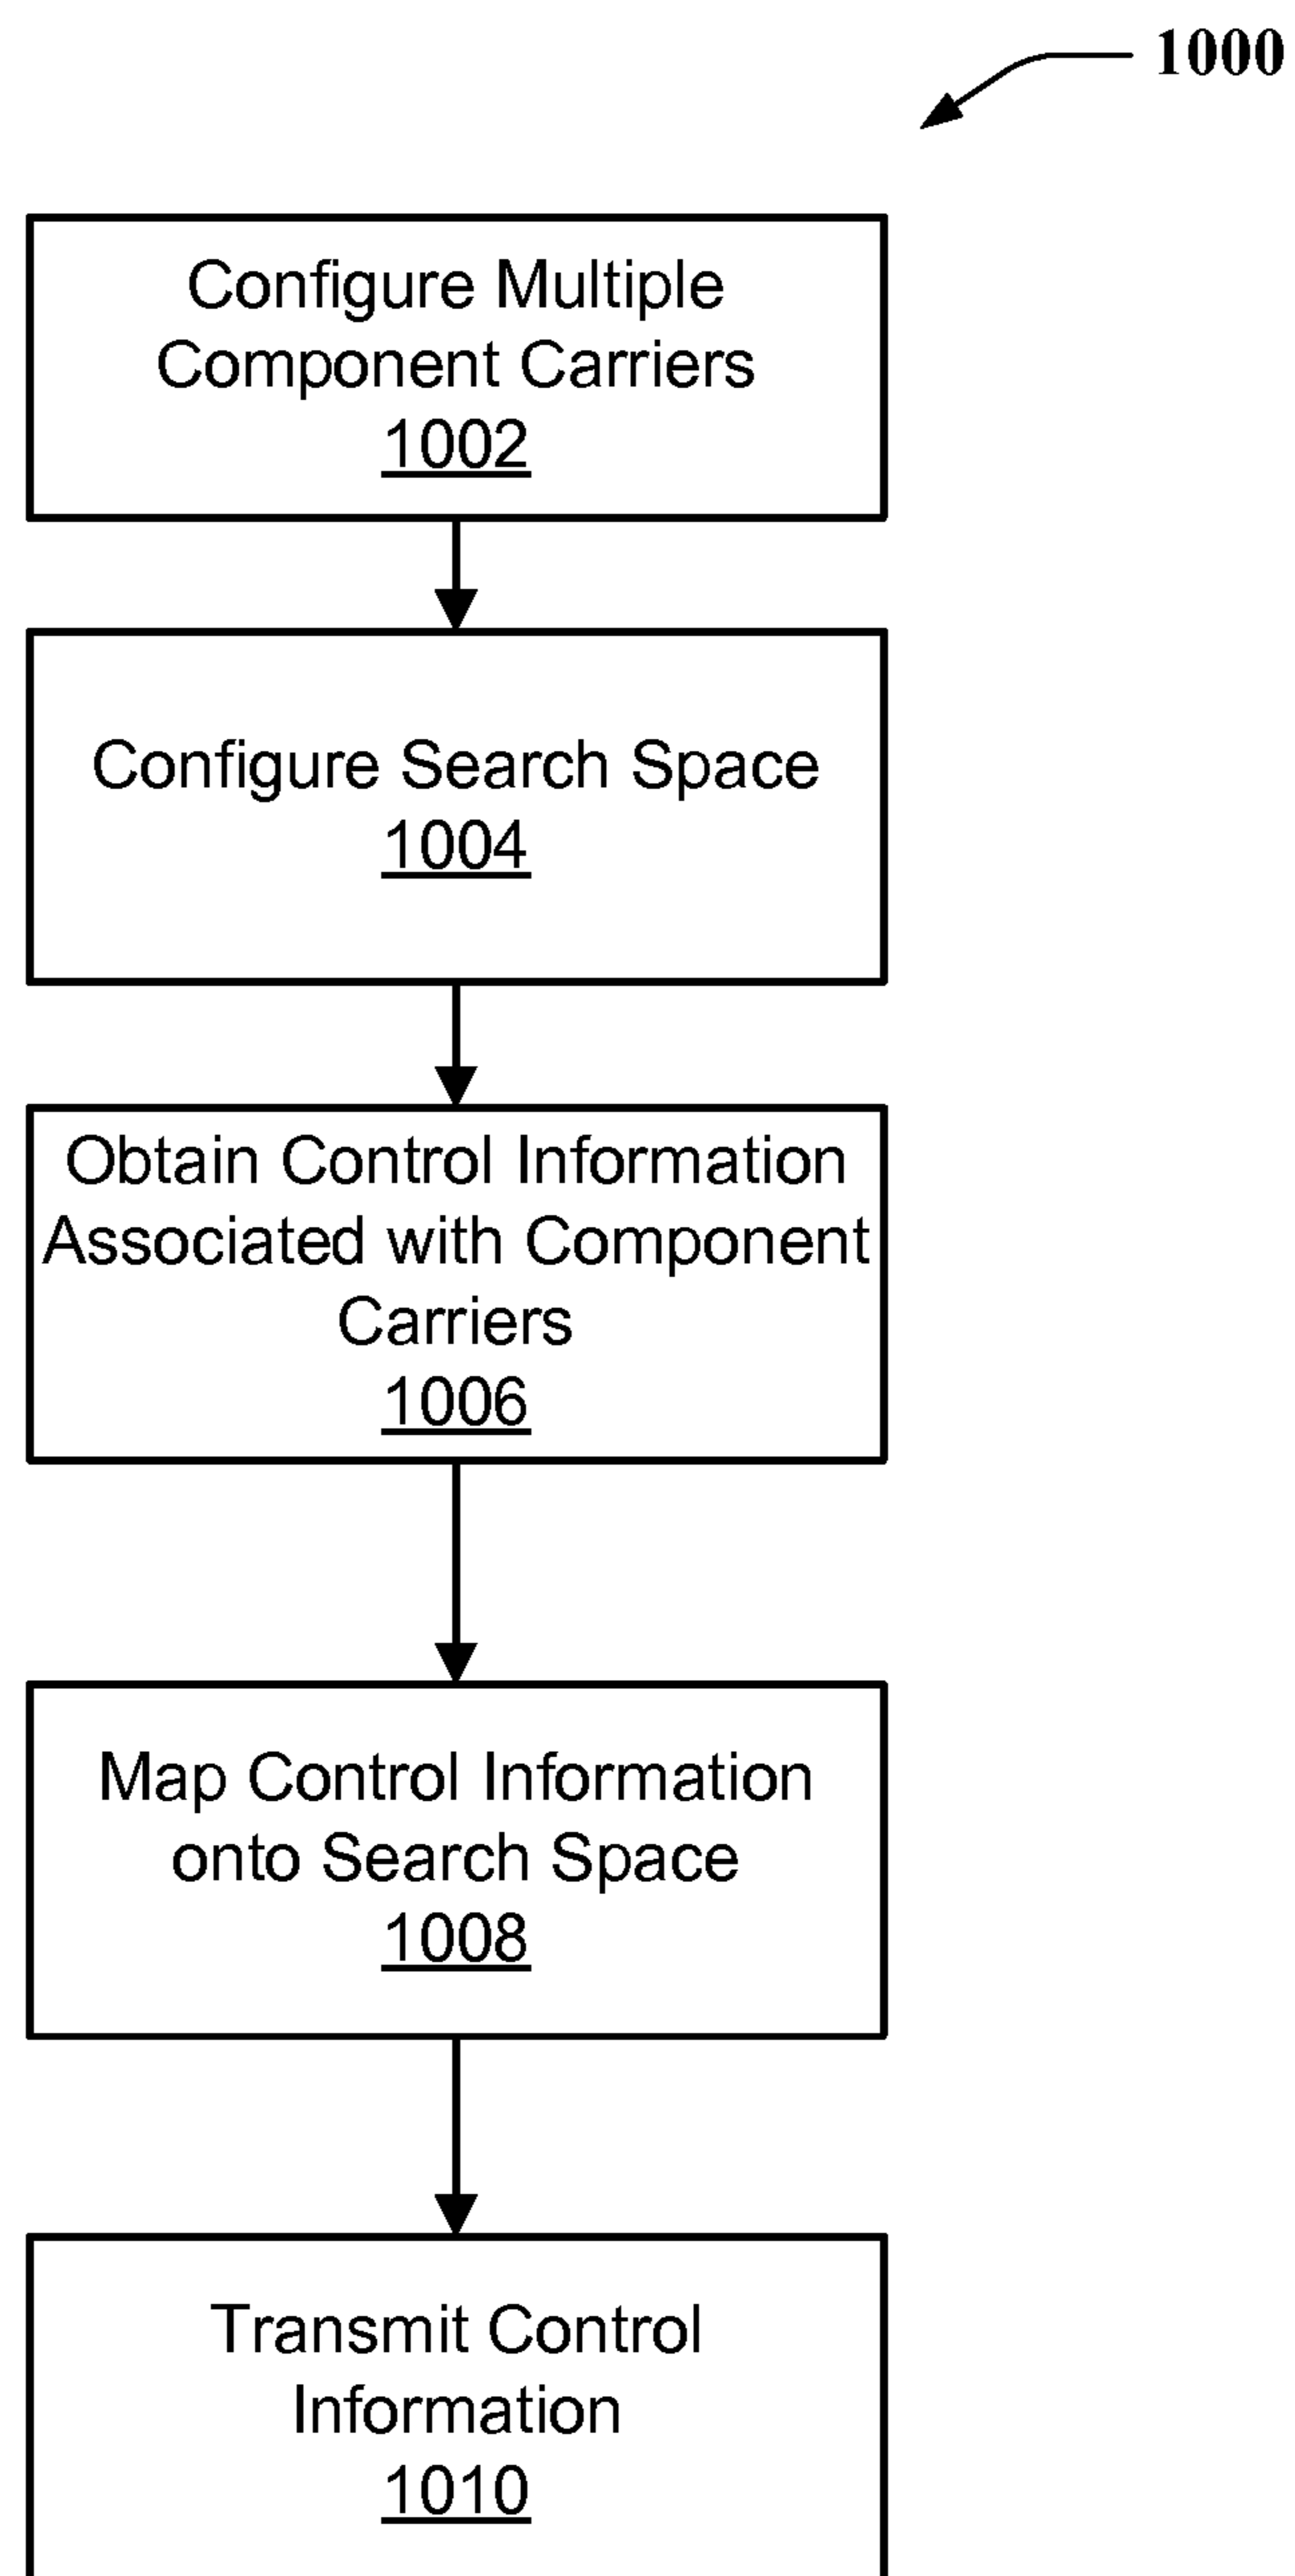 1000
Configure Multiple
Component Carriers
1002
Configure Search Space
1004
Obtain Control Information
Associated with Component
Carriers
1006
Map Control Information
onto Search Space
1008
Transmit Control
Information
1010